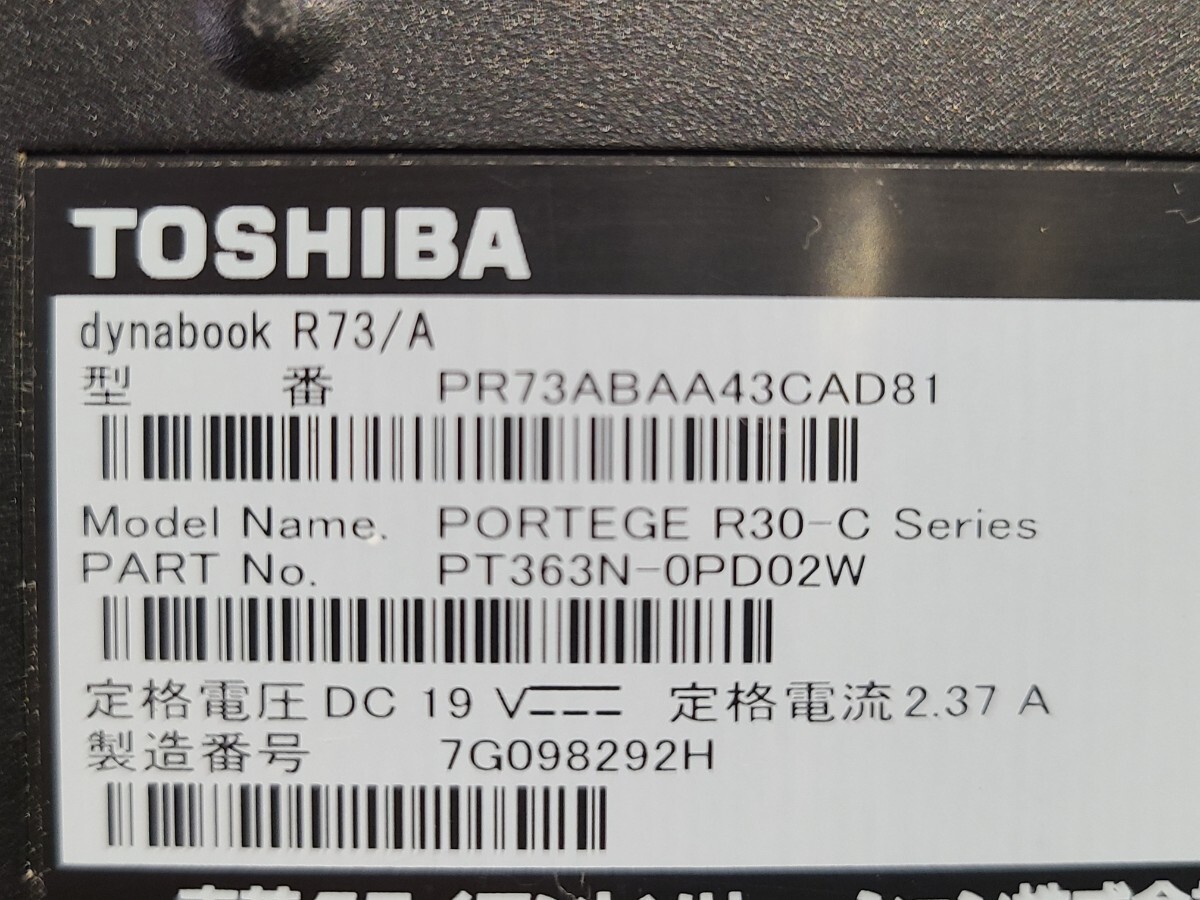 TOSHIBA
dynabook R73/A
型 番 PR73ABAA43CAD81
Model Name. PORTEGE R30-C Series
PART No. PT363N-0PD02W
定格電圧 DC 19 V⎓ 定格電流 2.37 A
製造番号 7G098292H